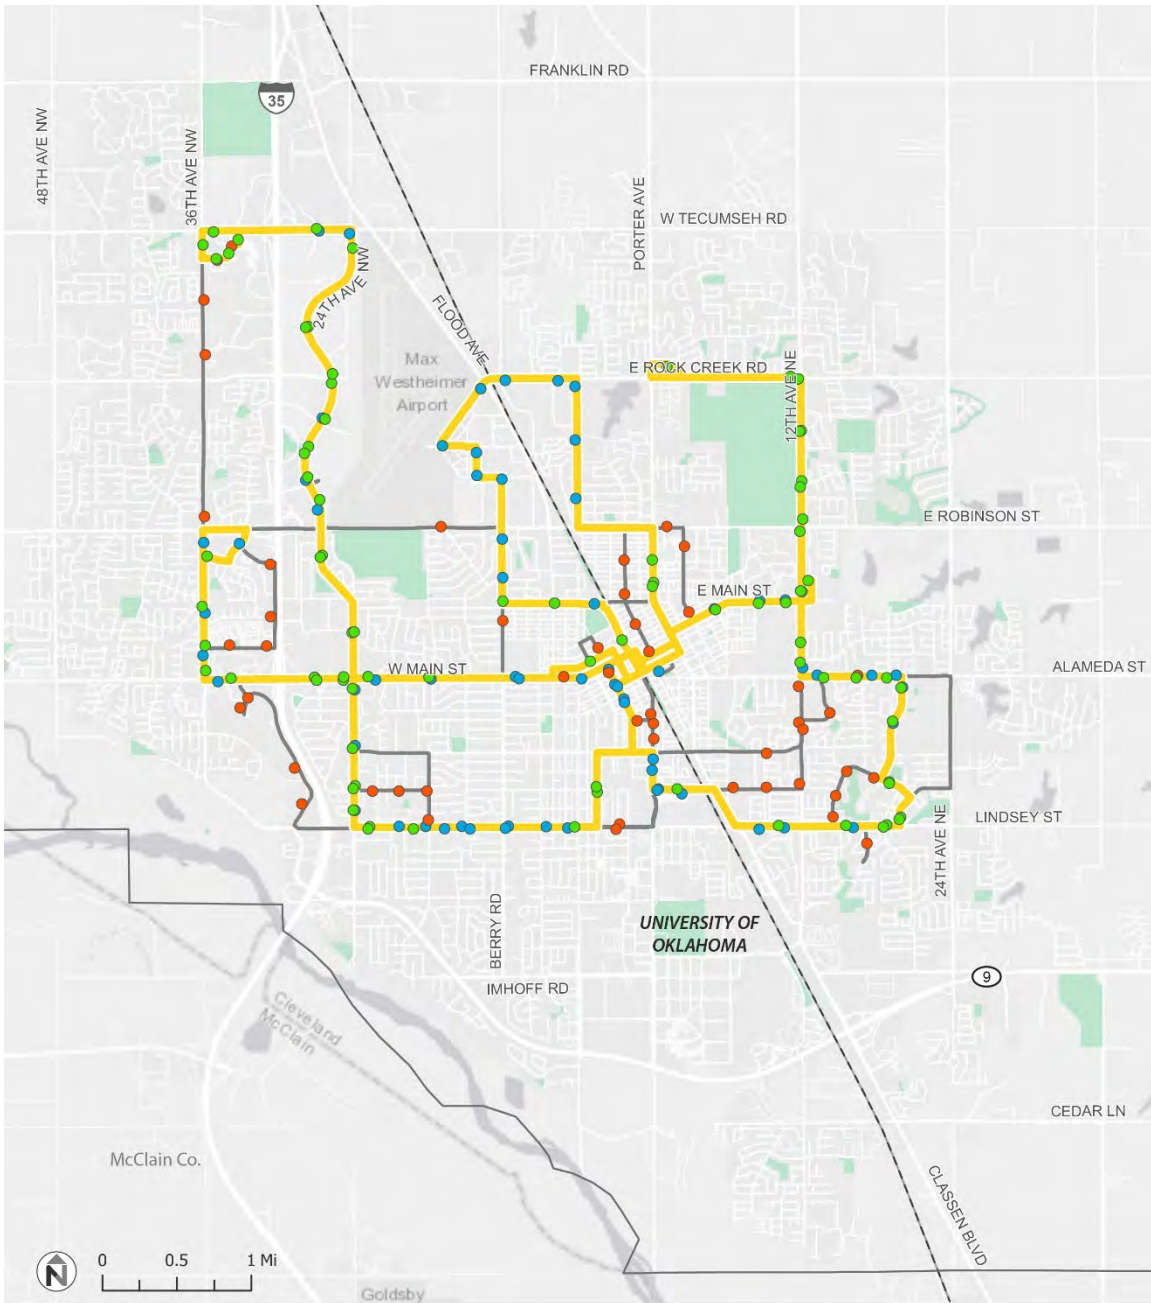 FRANKLIN RD
35
48TH AVE NW
36TH AVE NW
PORTER AVE
W TECUMSEH RD
24TH AVE NW
FLOOD AVE
Max
Westheimer
Airport
E ROCK CREEK RD
12TH AVE NE
E ROBINSON ST
E MAIN ST
W MAIN ST
ALAMEDA ST
LINDSEY ST
24TH AVE NE
BERRY RD
UNIVERSITY OF
OKLAHOMA
IMHOFF RD
9
Cleveland
McClain
CEDAR LN
McClain Co.
CLASSEN BLVD
N
0 0.5 1 Mi
Goldsby